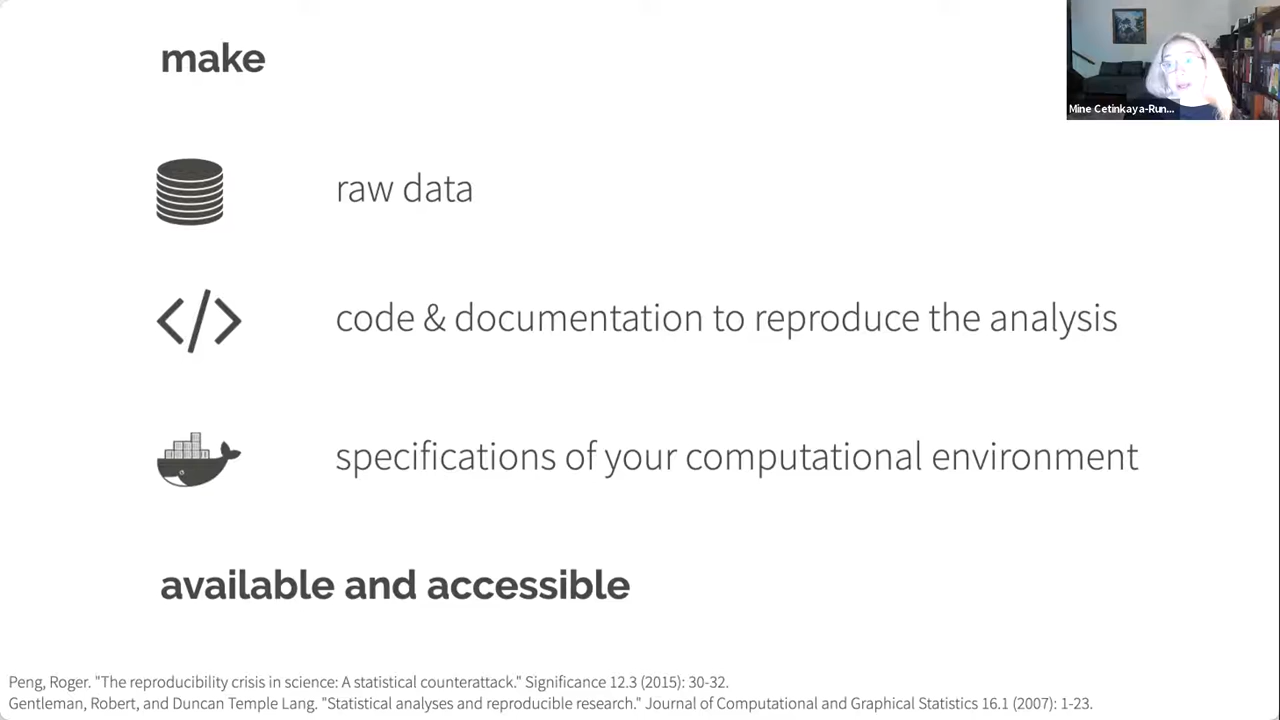 make
Mine Cetinkaya-Run...
raw data
code & documentation to reproduce the analysis
specifications of your computational environment
available and accessible
Peng, Roger. "The reproducibility crisis in science: A statistical counterattack." Significance 12.3 (2015): 30-32.
Gentleman, Robert, and Duncan Temple Lang. "Statistical analyses and reproducible research." Journal of Computational and Graphical Statistics 16.1 (2007): 1-23.